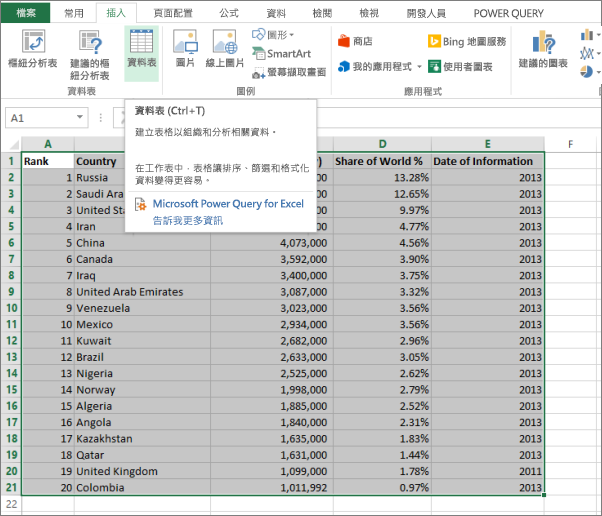 檔案 常用 插入 頁面配置 公式 資料 檢閱 檢視 開發人員 POWER QUERY
樞紐分析表
建議的樞
紐分析表
資料表
圖片
線上圖片
圖形
SmartArt
螢幕擷取畫面
商店
我的應用程式
Bing 地圖服務
使用者圖表
建議的圖表
資料表 圖例 應用程式
A1
資料表 (Ctrl+T)
建立表格以組織和分析相關資料。
在工作表中，表格讓排序、篩選和格式化
資料變得更容易。
Microsoft Power Query for Excel
告訴我更多資訊
A D E F
1 Rank Country Share of World % Date of Information
2 1 Russia 13.28% 2013
3 2 Saudi Ara 12.65% 2013
4 3 United Sta 9.97% 2013
5 4 Iran 4.77% 2013
6 5 China 4,073,000 4.56% 2013
7 6 Canada 3,592,000 3.90% 2013
8 7 Iraq 3,400,000 3.75% 2013
9 8 United Arab Emirates 3,087,000 3.32% 2013
10 9 Venezuela 3,023,000 3.56% 2013
11 10 Mexico 2,934,000 3.56% 2013
12 11 Kuwait 2,682,000 2.96% 2013
13 12 Brazil 2,633,000 3.05% 2013
14 13 Nigeria 2,525,000 2.62% 2013
15 14 Norway 1,998,000 2.79% 2013
16 15 Algeria 1,885,000 2.52% 2013
17 16 Angola 1,840,000 2.31% 2013
18 17 Kazakhstan 1,635,000 1.83% 2013
19 18 Qatar 1,631,000 1.44% 2013
20 19 United Kingdom 1,099,000 1.78% 2011
21 20 Colombia 1,011,992 0.97% 2013
22